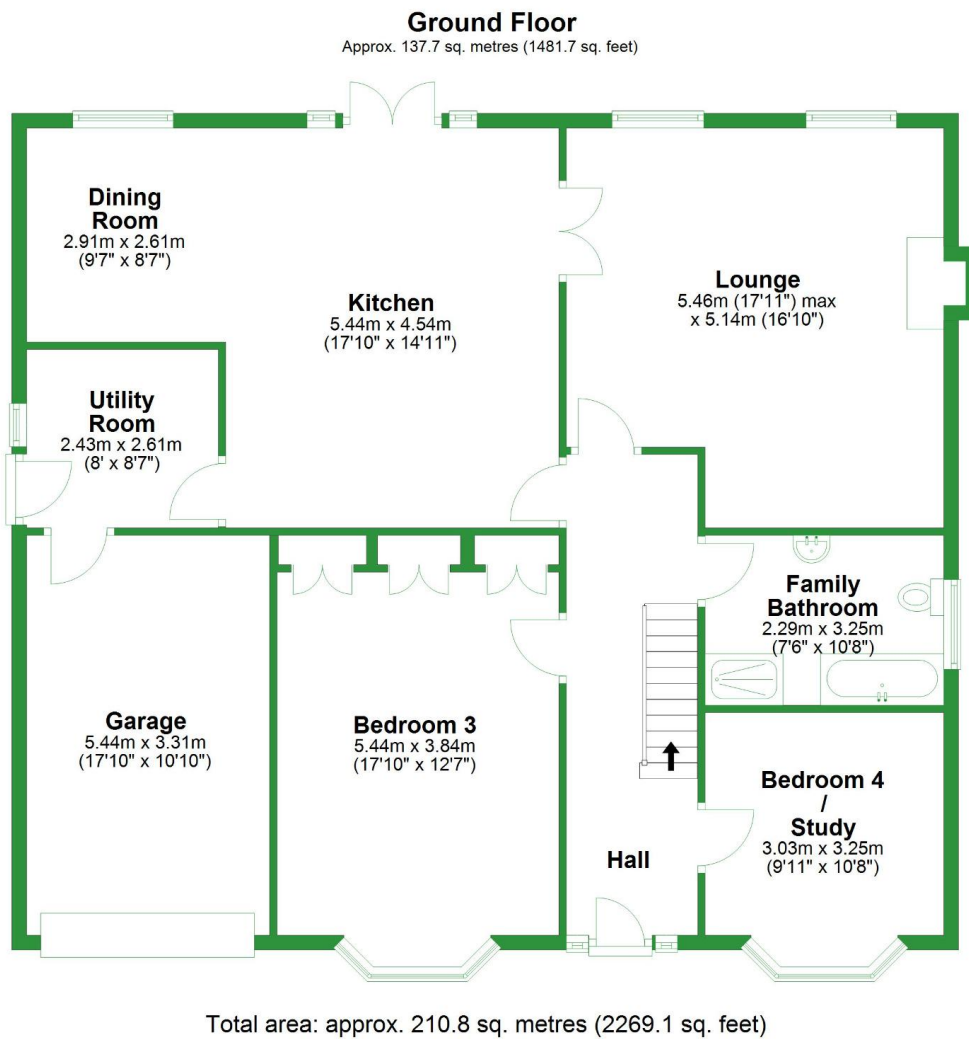 Ground Floor
Approx. 137.7 sq. metres (1481.7 sq. feet)
Dining
Room
2.91m x 2.61m
(9'7" x 8'7")
Kitchen
5.44m x 4.54m
(17'10" x 14'11")
Lounge
5.46m (17'11") max
x 5.14m (16'10")
Utility
Room
2.43m x 2.61m
(8' x 8'7")
Family
Bathroom
2.29m x 3.25m
(7'6" x 10'8")
Garage
5.44m x 3.31m
(17'10" x 10'10")
Bedroom 3
5.44m x 3.84m
(17'10" x 12'7")
Hall
Bedroom 4
/
Study
3.03m x 3.25m
(9'11" x 10'8")
Total area: approx. 210.8 sq. metres (2269.1 sq. feet)